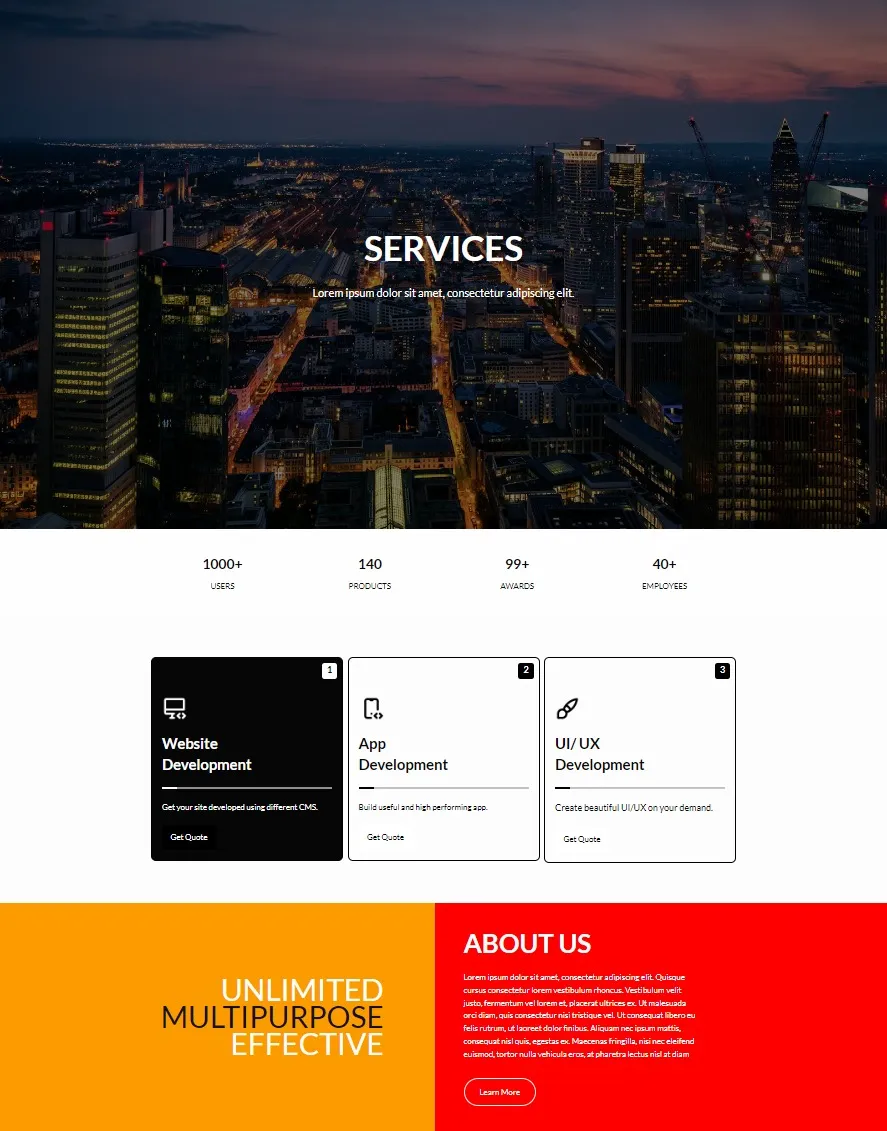 SERVICES
Lorem ipsum dolor sit amet, consectetur adipiscing elit.
1000+
USERS
140
PRODUCTS
99+
AWARDS
40+
EMPLOYEES
1
Website
Development
Get your site developed using different CMS.
Get Quote
2
App
Development
Build useful and high performing app.
Get Quote
3
UI/ UX
Development
Create beautiful UI/UX on your demand.
Get Quote
UNLIMITED
MULTIPURPOSE
EFFECTIVE
ABOUT US
Lorem ipsum dolor sit amet, consectetur adipiscing elit. Quisque
cursus consectetur lorem vestibulum rhoncus. Vestibulum velit
justo, fermentum vel lorem et, placerat ultrices ex. Ut malesuada
orci diam, quis consectetur nisi tristique vel. Ut consequat libero eu
felis rutrum, ut laoreet dolor finibus. Aliquam nec ipsum mattis,
consequat nisl quis, egestas ex. Maecenas fringilla, nisi nec eleifend
euismod, tortor nulla vehicula eros, at pharetra lectus nisl at diam
Learn More